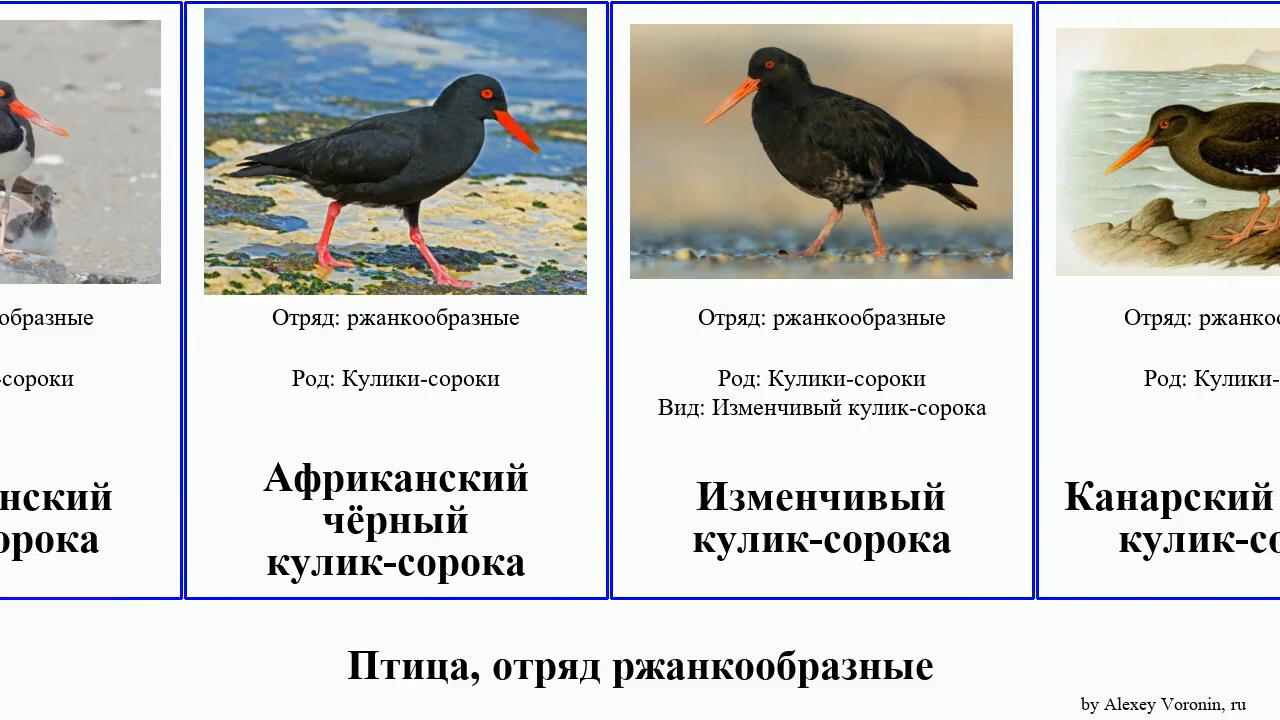 образные
-сороки
нский
орока
Отряд: ржанкообразные
Род: Кулики-сороки
Африканский
чёрный
кулик-сорока
Отряд: ржанкообразные
Род: Кулики-сороки
Вид: Изменчивый кулик-сорока
Изменчивый
кулик-сорока
Отряд: ржанко
Род: Кулики-
Канарский
кулик-со
Птица, отряд ржанкообразные
by Alexey Voronin, ru